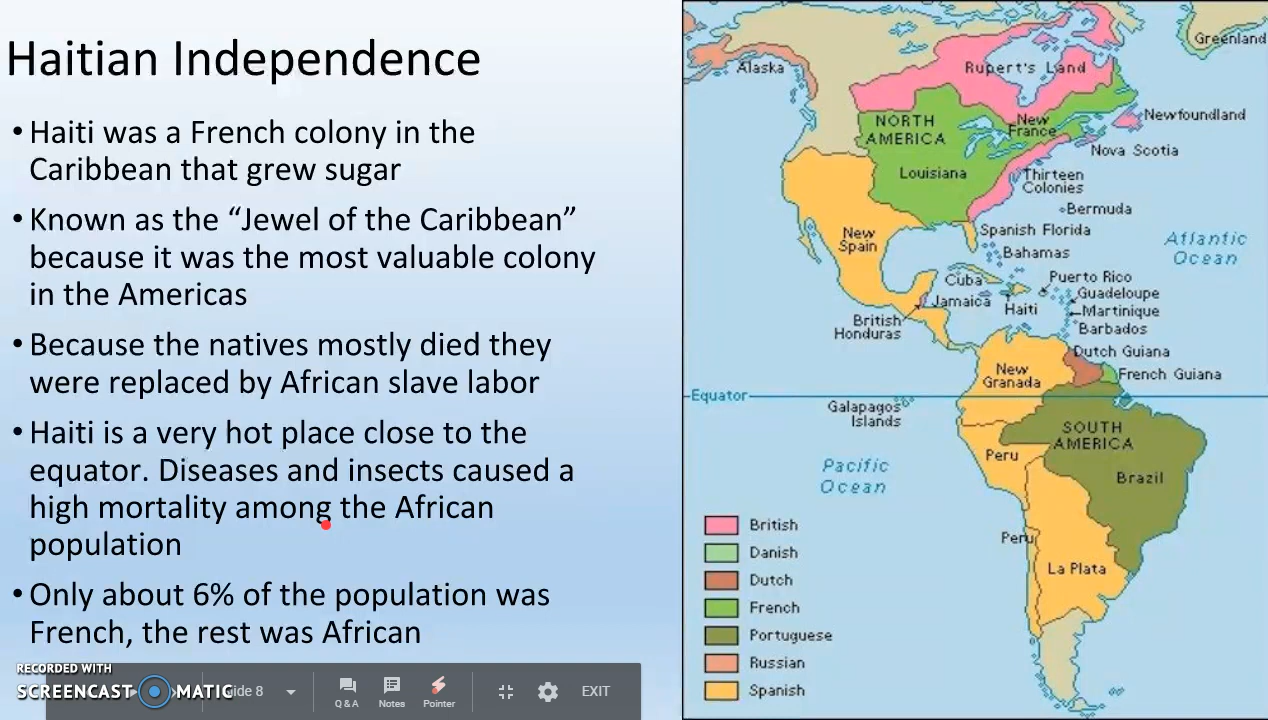 Haitian Independence
• Haiti was a French colony in the
Caribbean that grew sugar
• Known as the “Jewel of the Caribbean”
because it was the most valuable colony
in the Americas
• Because the natives mostly died they
were replaced by African slave labor
• Haiti is a very hot place close to the
equator. Diseases and insects caused a
high mortality among the African
population
• Only about 6% of the population was
French, the rest was African
RECORDED WITH
SCREENCAST MATIC
Slide 8
Q & A
Notes
Pointer
EXIT
Greenland
Alaska
Rupert's Land
Newfoundland
NORTH
AMERICA
New
France
Nova Scotia
Louisiana
Thirteen
Colonies
Bermuda
Spanish Florida
New
Spain
Atlantic
Ocean
Bahamas
Cuba
Puerto Rico
Guadeloupe
Jamaica
Haiti
Martinique
British
Honduras
Barbados
Dutch Guiana
New
Granada
French Guiana
Equator
Galapagos
Islands
SOUTH
AMERICA
Peru
Pacific
Ocean
Brazil
Peru
La Plata
British
Danish
Dutch
French
Portuguese
Russian
Spanish